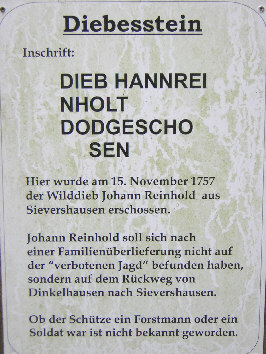 Diebesstein
Inschrift:
DIEB HANNREI
NHOLT
DODGESCHO
SEN
Hier wurde am 15. November 1757
der Wilddieb Johann Reinhold aus
Sievershausen erschossen.
Johann Reinhold soll sich nach
einer Familienüberlieferung nicht auf
der "verbotenen Jagd" befunden haben,
sondern auf dem Rückweg von
Dinkelhausen nach Sievershausen.
Ob der Schütze ein Forstmann oder ein
Soldat war ist nicht bekannt geworden.